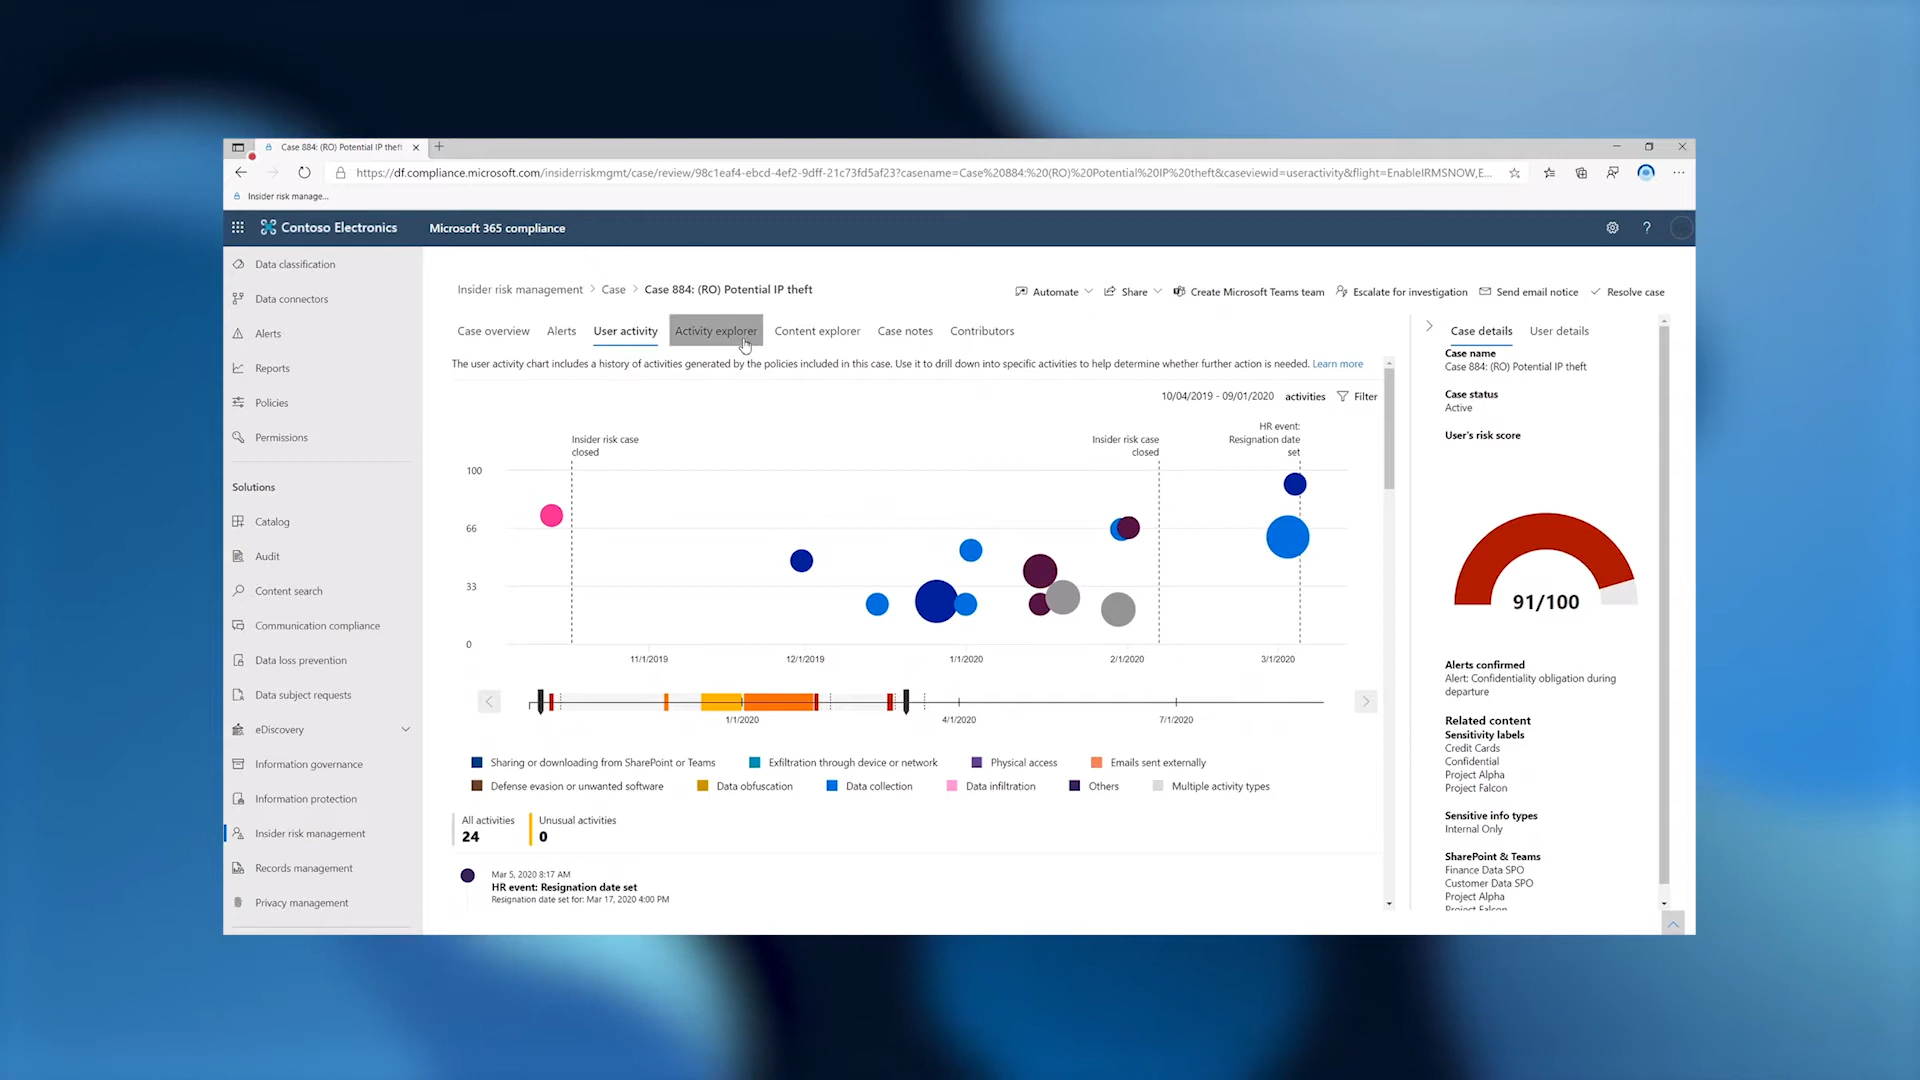 Case 884: (RO) Potential IP theft
https://df.compliance.microsoft.com/insiderriskmgmt/case/review/98c1eaf4-ebcd-4ef2-9dff-21c73fd5af23?casename=Case%20884:%20(RO)%20Potential%20IP%20theft&caseviewid=useractivity&flight=EnableIRMSNOW,E...
Insider risk manage...
Contoso Electronics
Microsoft 365 compliance
?
Data classification
Data connectors
Alerts
Reports
Policies
Permissions
Solutions
Catalog
Audit
Content search
Communication compliance
Data loss prevention
Data subject requests
eDiscovery
Information governance
Information protection
Insider risk management
Records management
Privacy management
Insider risk management > Case > Case 884: (RO) Potential IP theft
Automate
Share
Create Microsoft Teams team
Escalate for investigation
Send email notice
Resolve case
Case overview
Alerts
User activity
Activity explorer
Content explorer
Case notes
Contributors
The user activity chart includes a history of activities generated by the policies included in this case. Use it to drill down into specific activities to help determine whether further action is needed. Learn more
10/04/2019 - 09/01/2020 activities Filter
Insider risk case
closed
Insider risk case
closed
HR event:
Resignation date
set
100
66
33
0
11/1/2019
12/1/2019
1/1/2020
2/1/2020
3/1/2020
1/1/2020
4/1/2020
7/1/2020
Sharing or downloading from SharePoint or Teams
Exfiltration through device or network
Physical access
Emails sent externally
Defense evasion or unwanted software
Data obfuscation
Data collection
Data infiltration
Others
Multiple activity types
All activities
24
Unusual activities
0
Mar 5, 2020 8:17 AM
HR event: Resignation date set
Resignation date set for: Mar 17, 2020 4:00 PM
Case details
User details
Case name
Case 884: (RO) Potential IP theft
Case status
Active
User's risk score
91/100
Alerts confirmed
Alert: Confidentiality obligation during
departure
Related content
Sensitivity labels
Credit Cards
Confidential
Project Alpha
Project Falcon
Sensitive info types
Internal Only
SharePoint & Teams
Finance Data SPO
Customer Data SPO
Project Alpha
Project Falcon